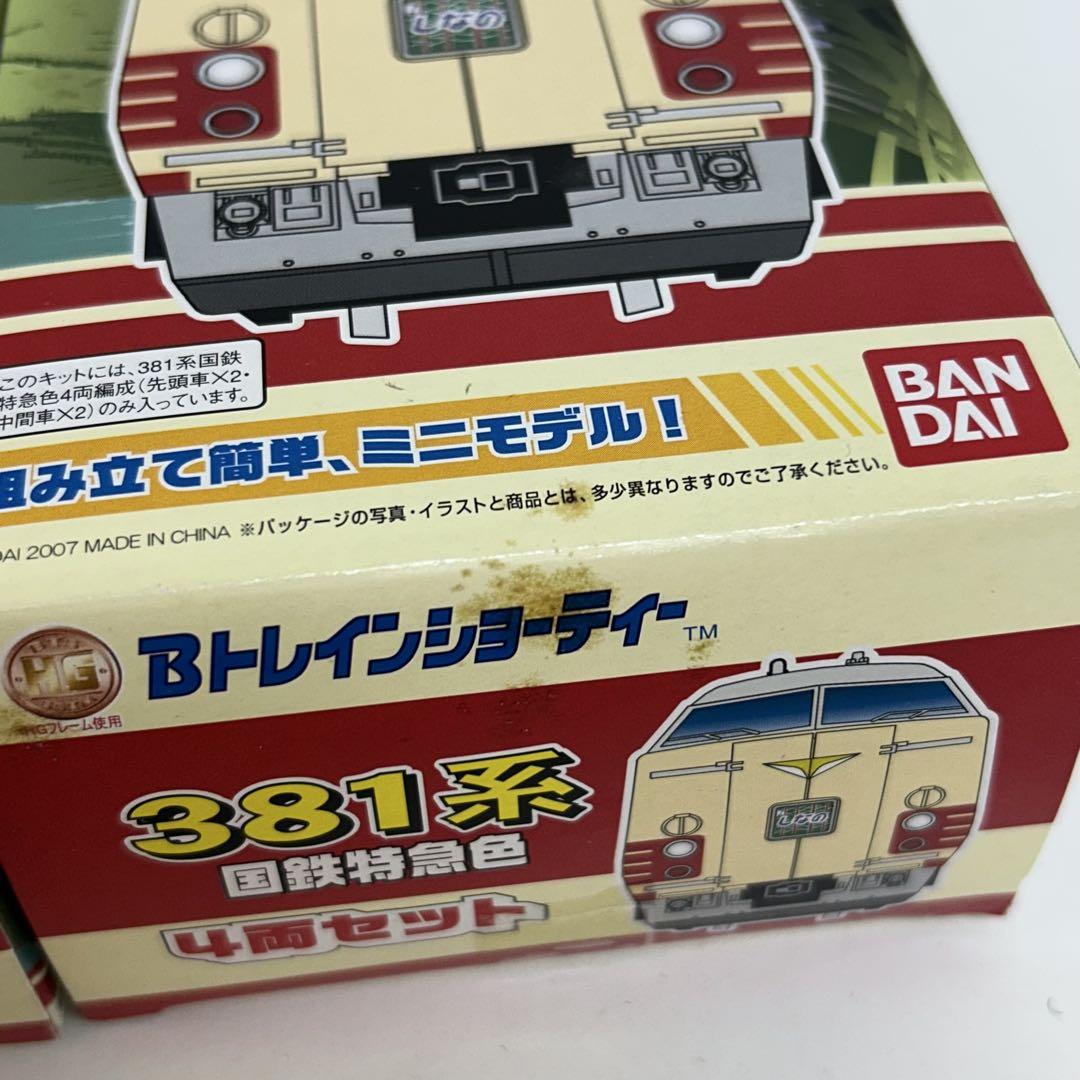 しなの
このキットには、381系国鉄
特急色4両編成(先頭車×2・
中間車×2)のみ入っています。
組み立て簡単、ミニモデル!
BAN
DAI
DAI 2007 MADE IN CHINA ※パッケージの写真・イラストと商品とは、多少異なりますのでご了承ください。
HG
HGフレーム使用
Bトレインショーティー™
381系
国鉄特急色
4両セット
しなの